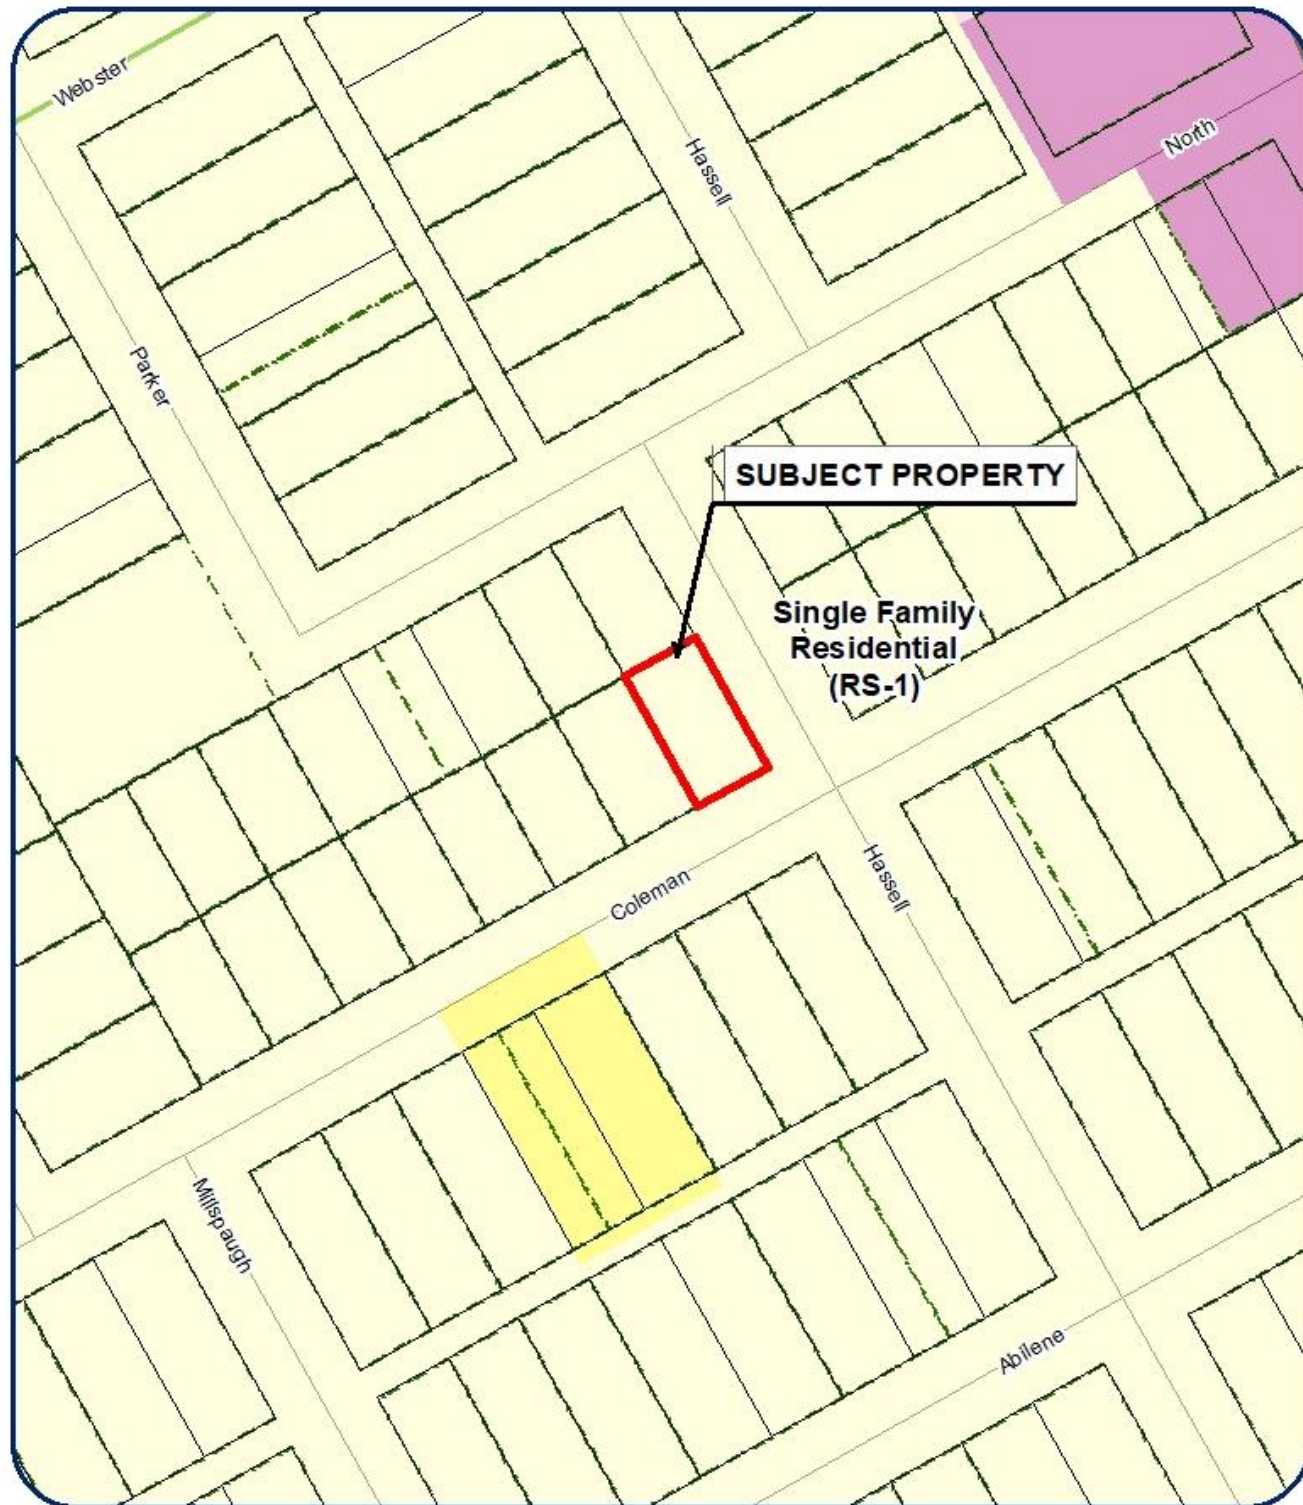 Webster
North
Hassell
Parker
SUBJECT PROPERTY
Single Family
Residential
(RS-1)
Hassell
Coleman
Millspaugh
Abilene